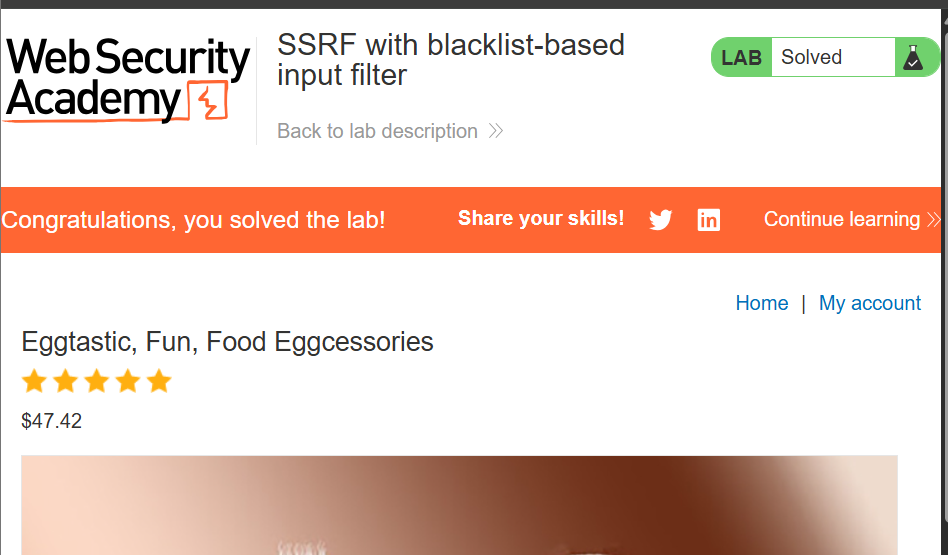 Web Security
Academy
SSRF with blacklist-based
input filter
Back to lab description
LAB Solved
Congratulations, you solved the lab! Share your skills! Continue learning
Home | My account
Eggtastic, Fun, Food Eggcessories
$47.42